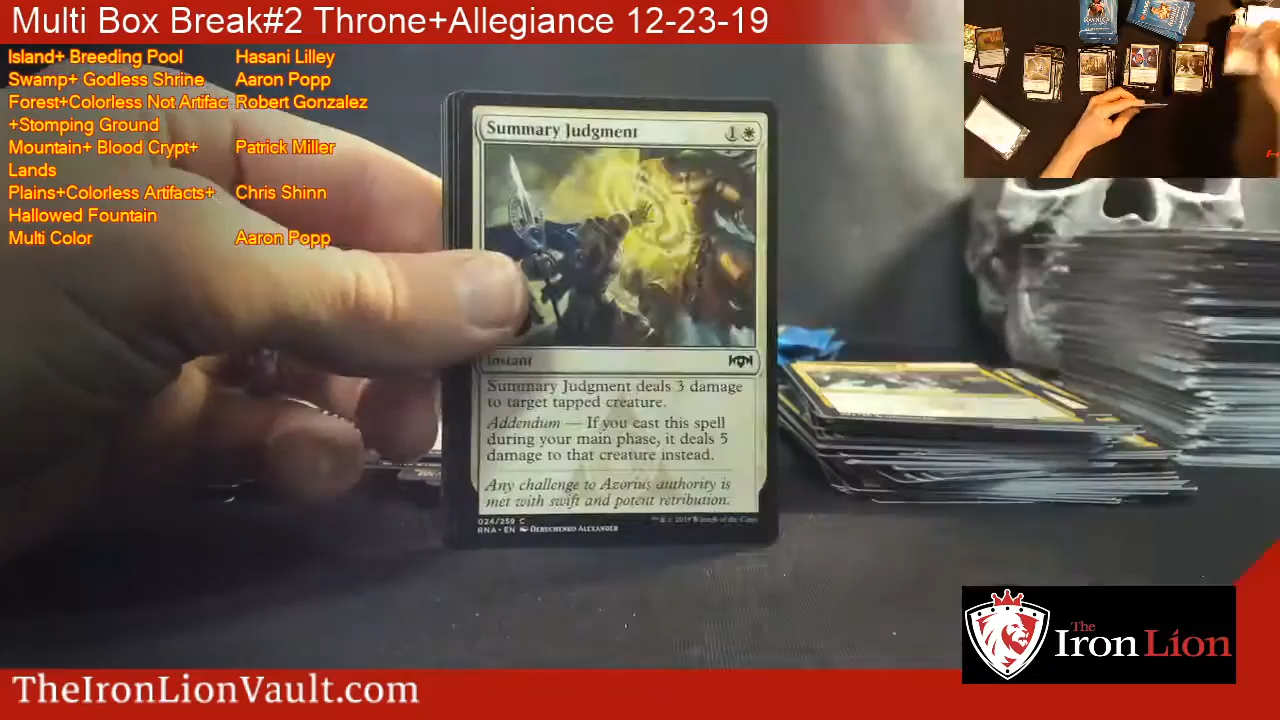 Multi Box Break#2 Throne+Allegiance 12-23-19
Island+ Breeding Pool Hasani Lilley
Swamp+ Godless Shrine Aaron Popp
Forest+Colorless Not Artifac Robert Gonzalez
+Stomping Ground
Mountain+ Blood Crypt+ Patrick Miller
Lands
Plains+Colorless Artifacts+ Chris Shinn
Hallowed Fountain
Multi Color Aaron Popp
Summary Judgment 1
Instant
Summary Judgment deals 3 damage
to target tapped creature.
Addendum — If you cast this spell
during your main phase, it deals 5
damage to that creature instead.
Any challenge to Azorius authority is
met with swift and potent retribution.
024/259 C
RNA • EN Deruchenko Alexander
The
Iron Lion
TheIronLionVault.com